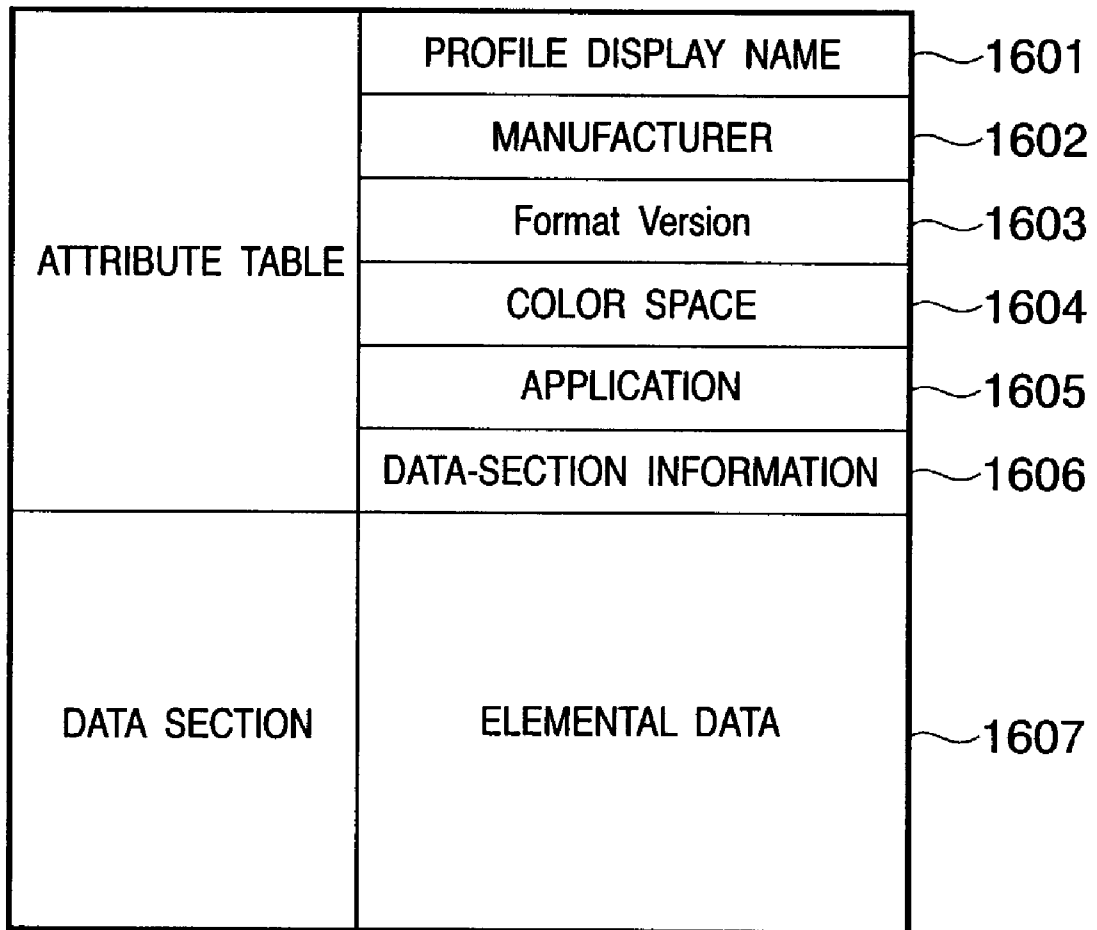 PROFILE DISPLAY NAME 1601
MANUFACTURER 1602
Format Version 1603
ATTRIBUTE TABLE
COLOR SPACE 1604
APPLICATION 1605
DATA-SECTION INFORMATION 1606
DATA SECTION ELEMENTAL DATA 1607